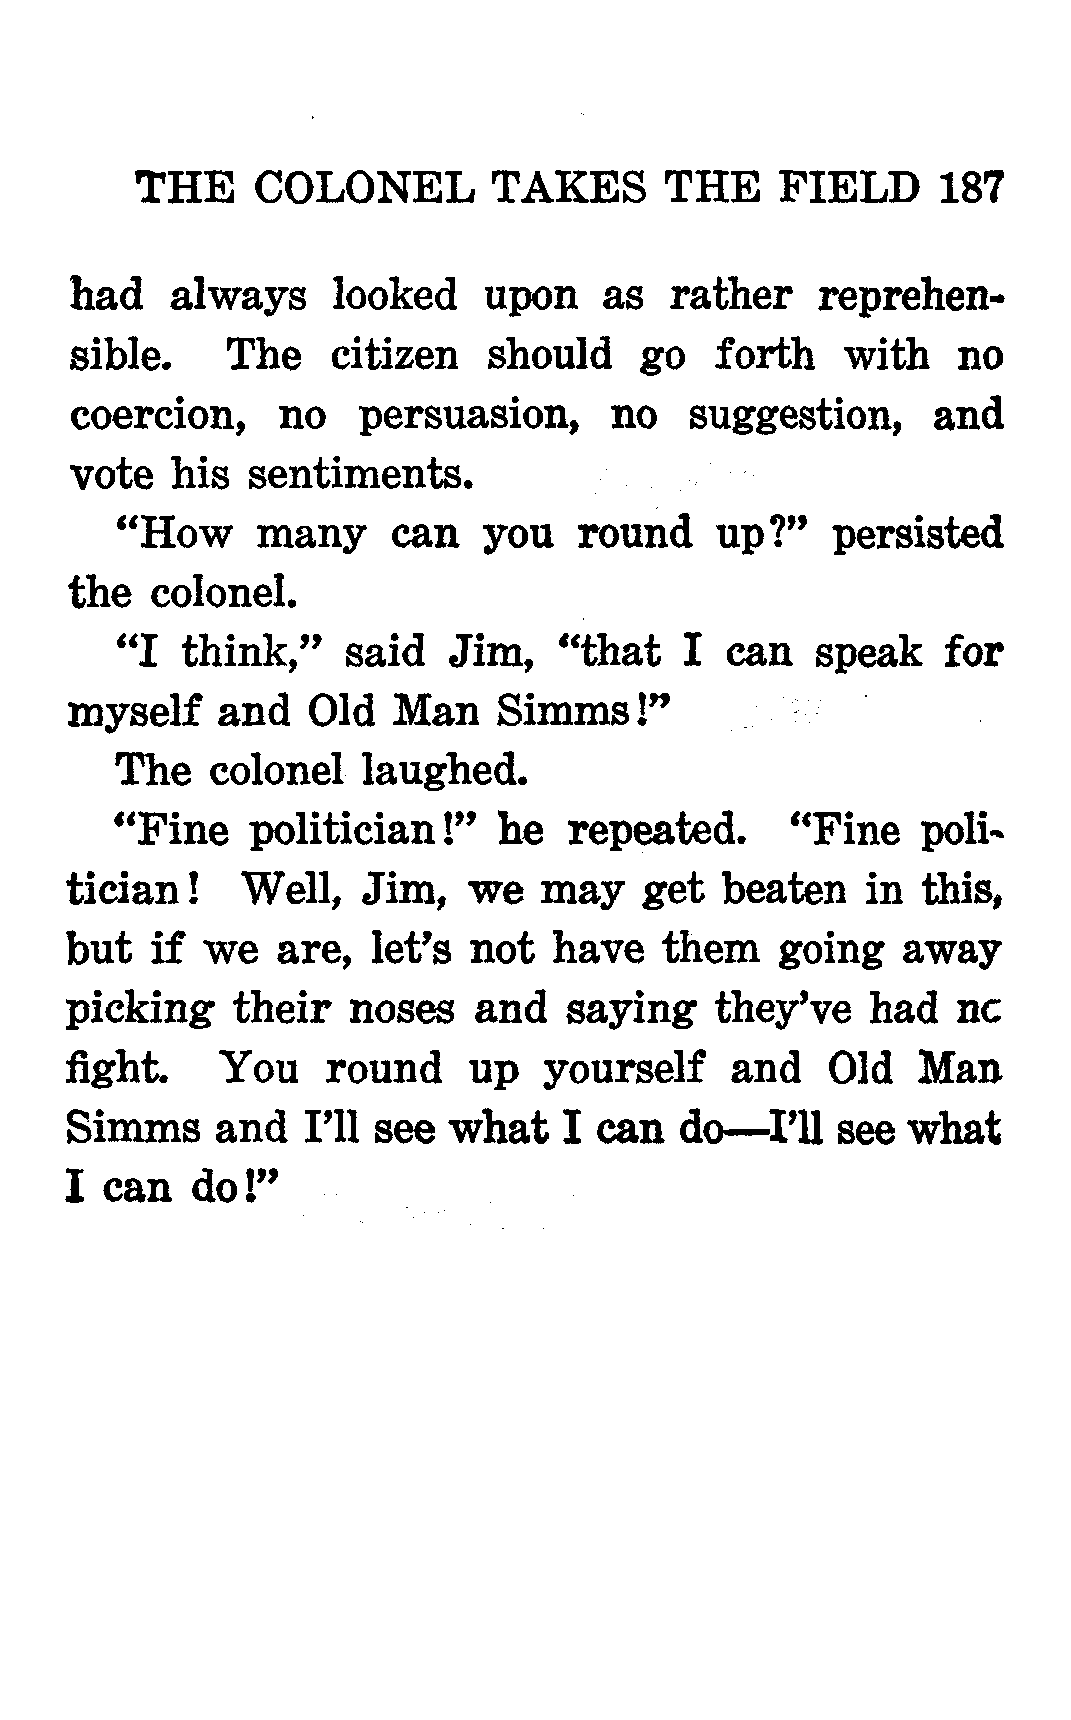 THE COLONEL TAKES THE FIELD 187
had always looked upon as rather reprehen-
sible. The citizen should go forth with no
coercion, no persuasion, no suggestion, and
vote his sentiments.
“How many can you round up?” persisted
the colonel.
“I think,” said Jim, “that I can speak for
myself and Old Man Simms!”
The colonel laughed.
“Fine politician!” he repeated. “Fine poli-
tician! Well, Jim, we may get beaten in this,
but if we are, let’s not have them going away
picking their noses and saying they’ve had no
fight. You round up yourself and Old Man
Simms and I’ll see what I can do—I’ll see what
I can do!”